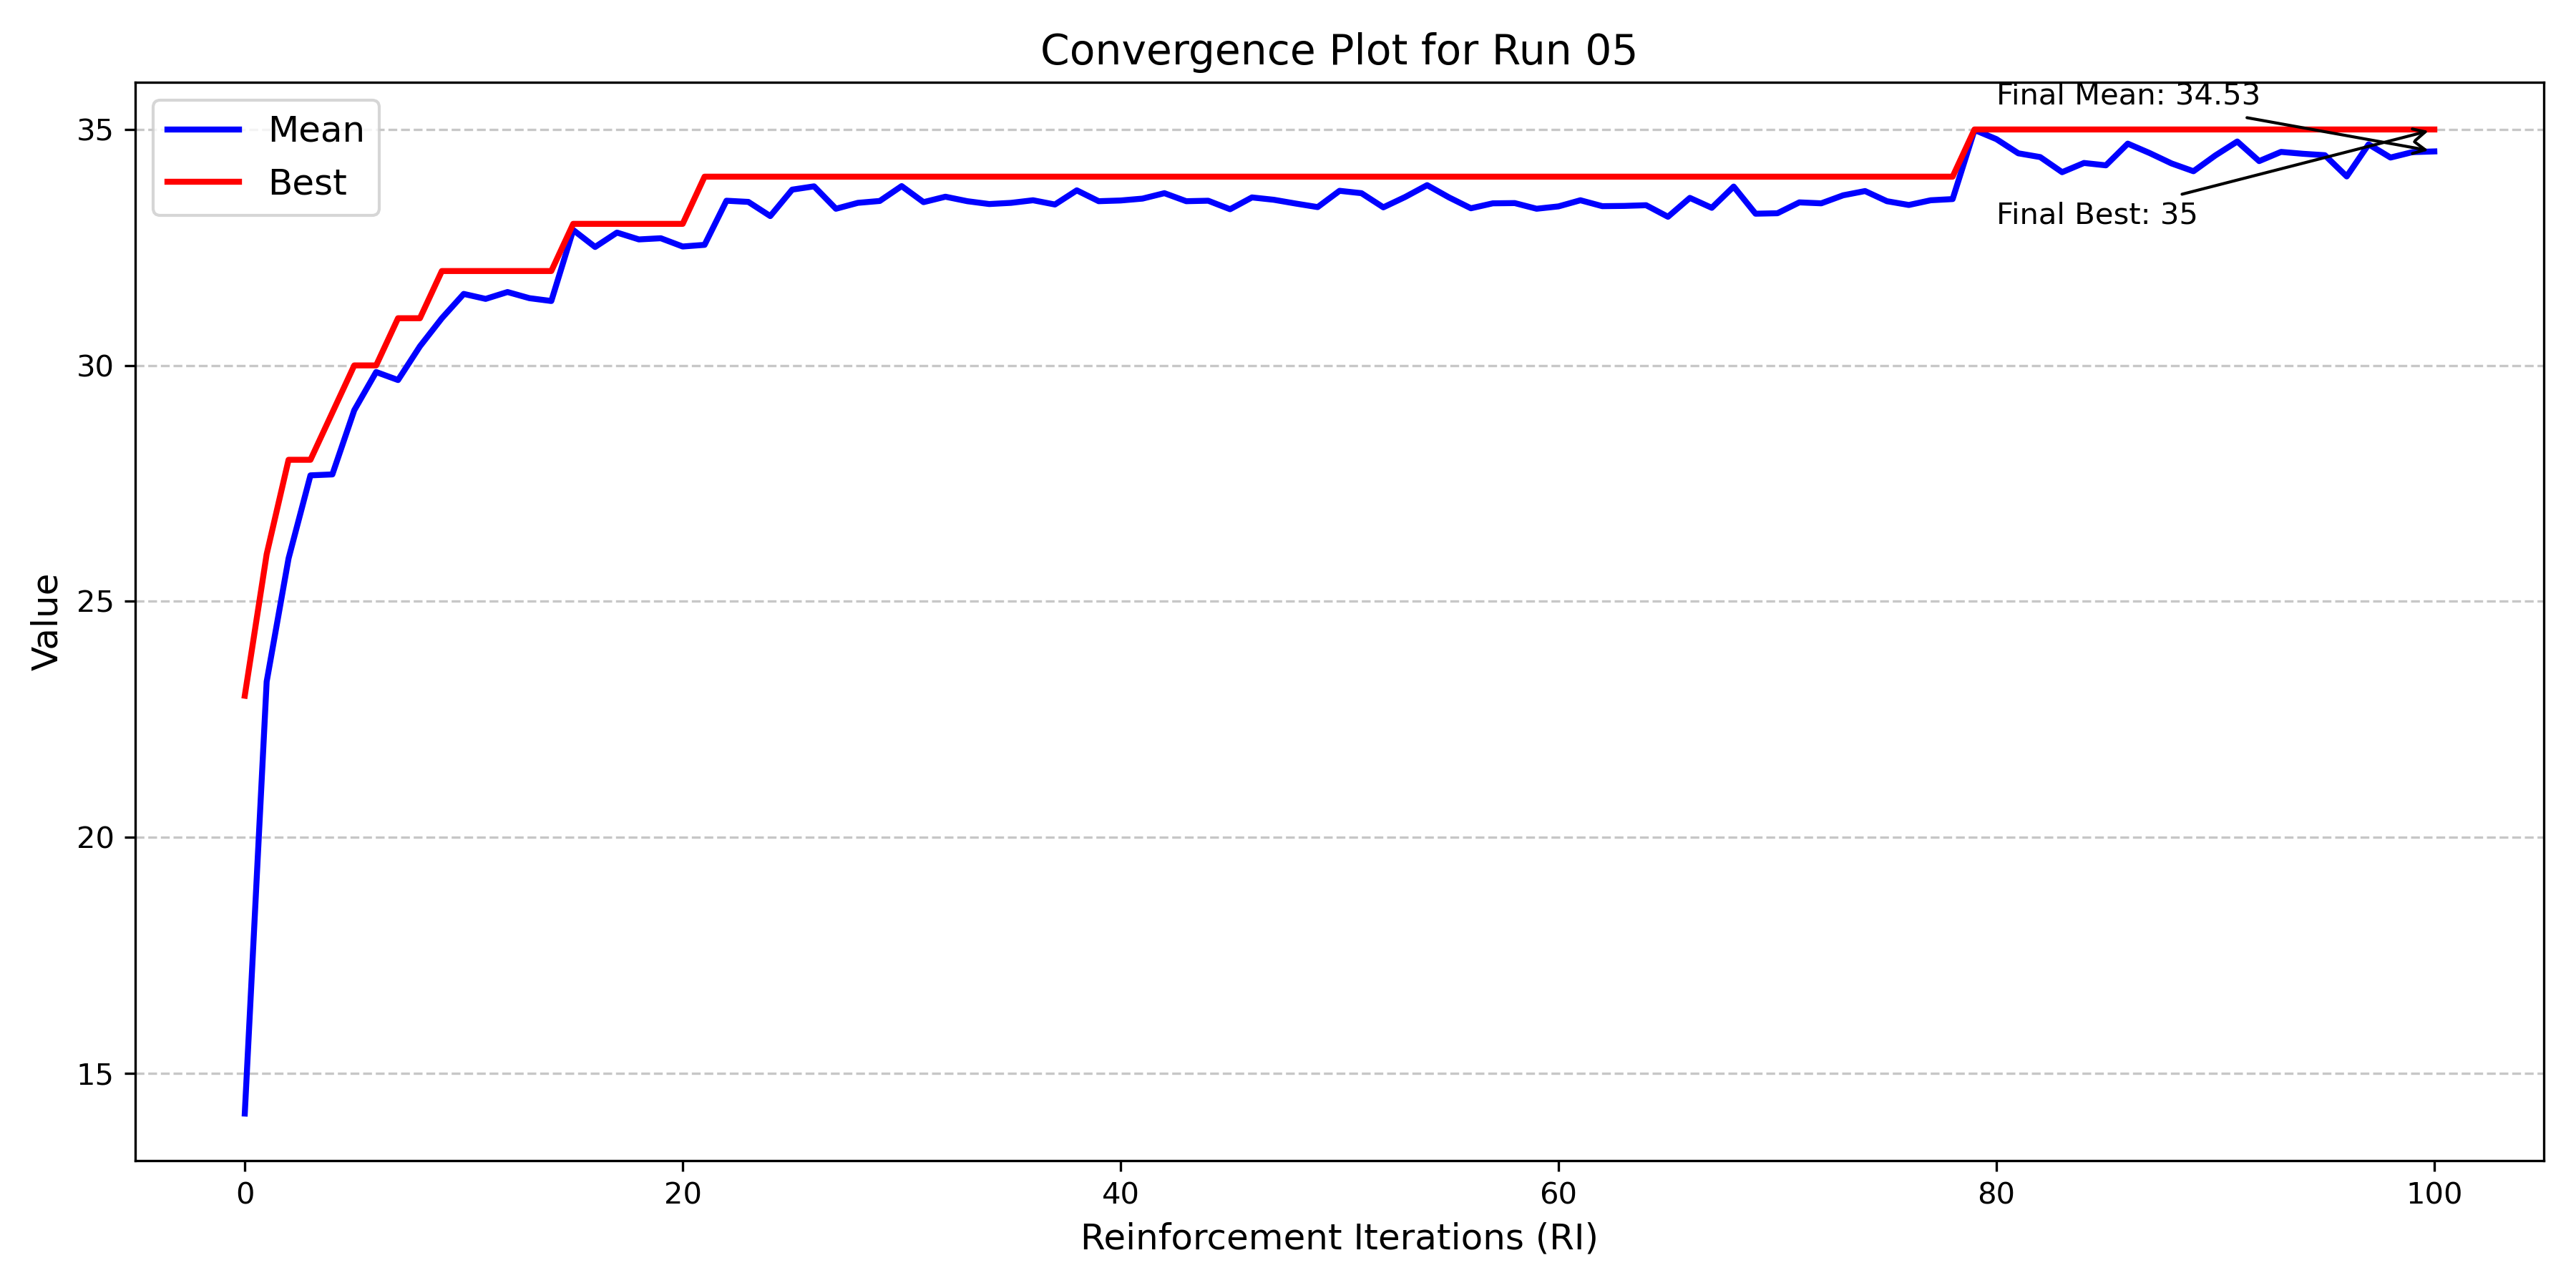 Convergence Plot for Run 05
Mean
Best
Final Mean: 34.53
Final Best: 35
35
30
25
20
15
Value
0 20 40 60 80 100
Reinforcement Iterations (RI)